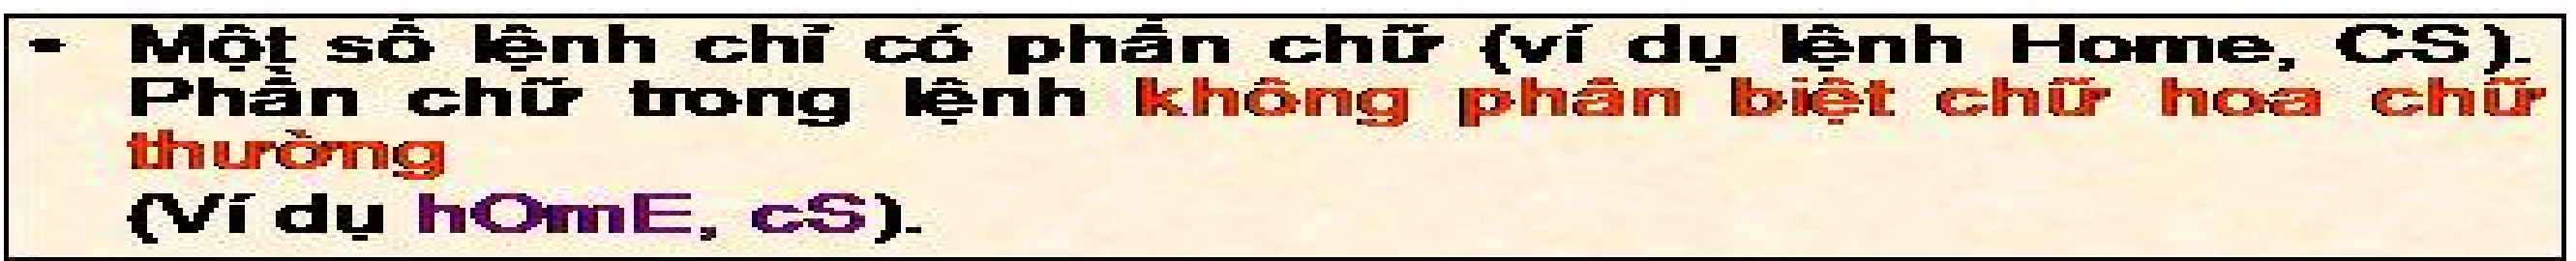 - Một số lệnh chỉ có phần chữ (ví dụ lệnh Home, CS).
Phần chữ trong lệnh không phân biệt chữ hoa chữ
thường
(Ví dụ hOmE, cS).